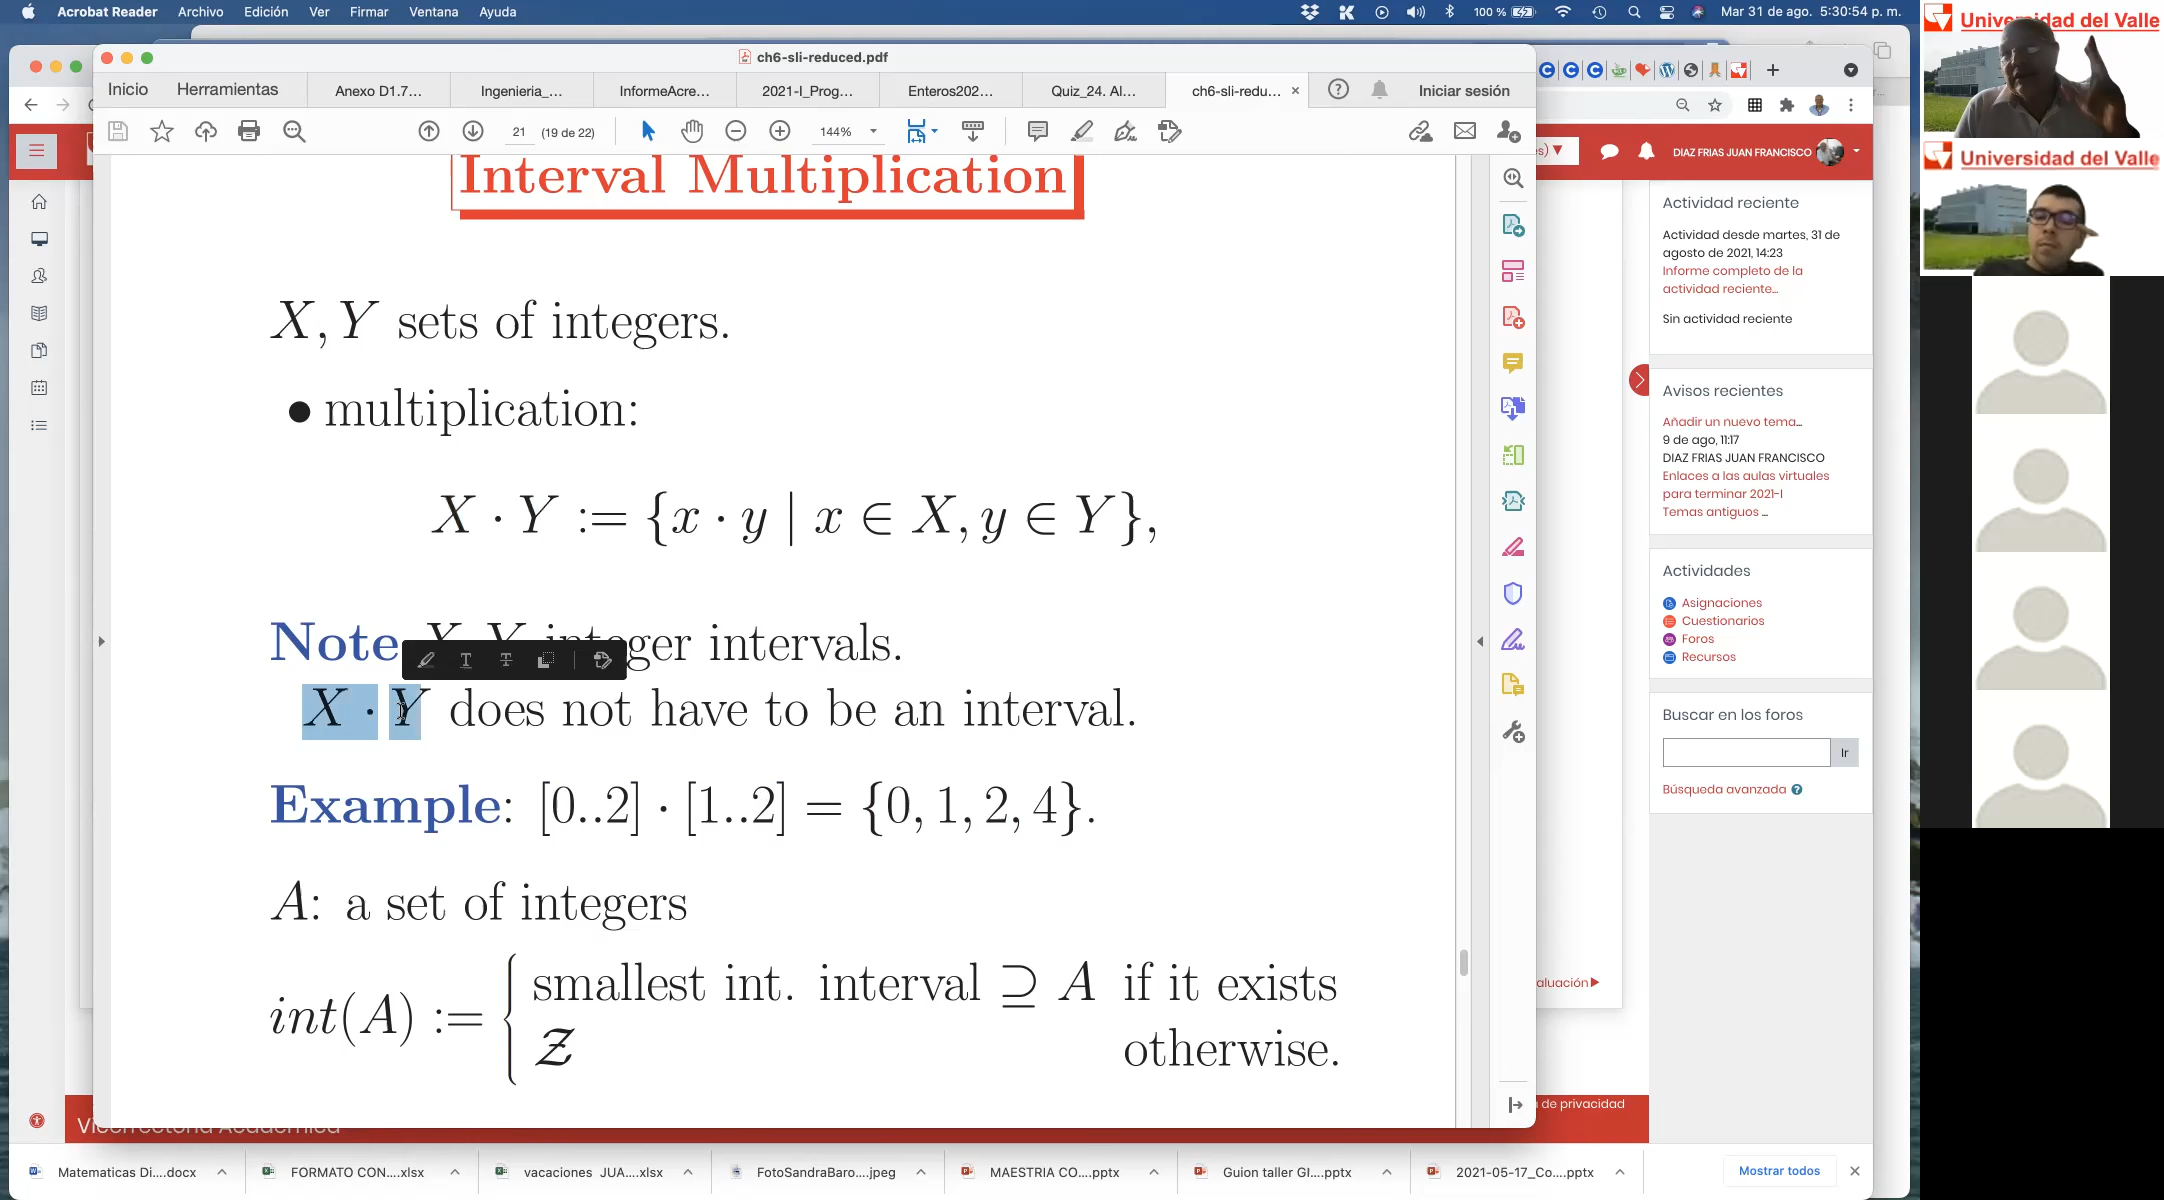 Acrobat Reader Archivo Edición Ver Firmar Ventana Ayuda
100 % Mar 31 de ago. 5:30:54 p. m.
ch6-sli-reduced.pdf
Inicio Herramientas Anexo D1.7... Ingenieria_... InformeAcre... 2021-I_Prog... Enteros202... Quiz_24. Al... ch6-sli-redu... Iniciar sesión
21 (19 de 22) 144%
Interval Multiplication
X, Y sets of integers.
• multiplication:
X · Y := {x · y | x ∈ X, y ∈ Y},
Note X, Y integer intervals.
X · Y does not have to be an interval.
Example: [0..2] · [1..2] = {0, 1, 2, 4}.
A: a set of integers
int(A) := { smallest int. interval ⊇ A if it exists
Z otherwise.
DIAZ FRIAS JUAN FRANCISCO
Actividad reciente
Actividad desde martes, 31 de
agosto de 2021, 14:23
Informe completo de la
actividad reciente...
Sin actividad reciente
Avisos recientes
Añadir un nuevo tema...
9 de ago, 11:17
DIAZ FRIAS JUAN FRANCISCO
Enlaces a las aulas virtuales
para terminar 2021-I
Temas antiguos ...
Actividades
Asignaciones
Cuestionarios
Foros
Recursos
Buscar en los foros
Ir
Búsqueda avanzada
aluación
de privacidad
Vicerrectoría Académica
Matematicas Di....docx FORMATO CON....xlsx vacaciones JUA....xlsx FotoSandraBaro....jpeg MAESTRIA CO....pptx Guion taller GI....pptx 2021-05-17_Co....pptx Mostrar todos
Universidad del Valle
Universidad del Valle